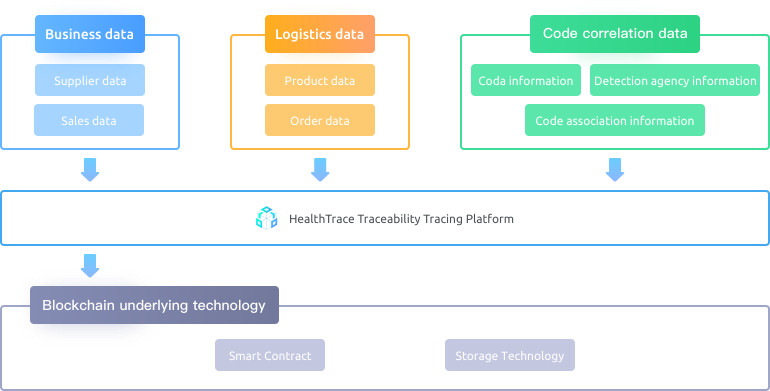 Business data
Logistics data
Code correlation data
Supplier data
Product data
Coda information
Detection agency information
Sales data
Order data
Code association information
HealthTrace Traceability Tracing Platform
Blockchain underlying technology
Smart Contract
Storage Technology